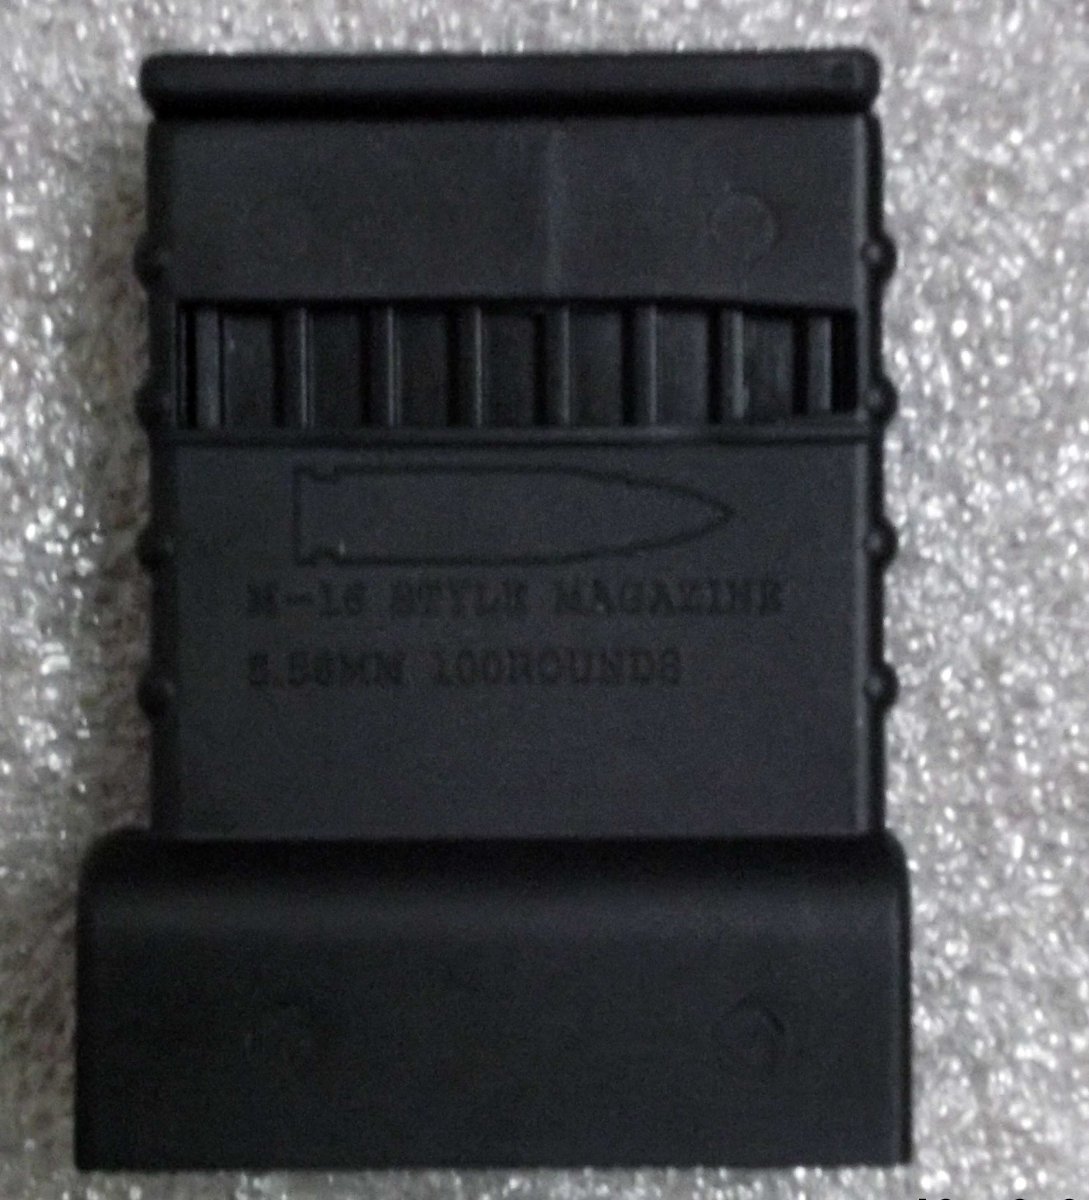 M-16 STYLE MAGAZINE
5.56MM 100ROUNDS